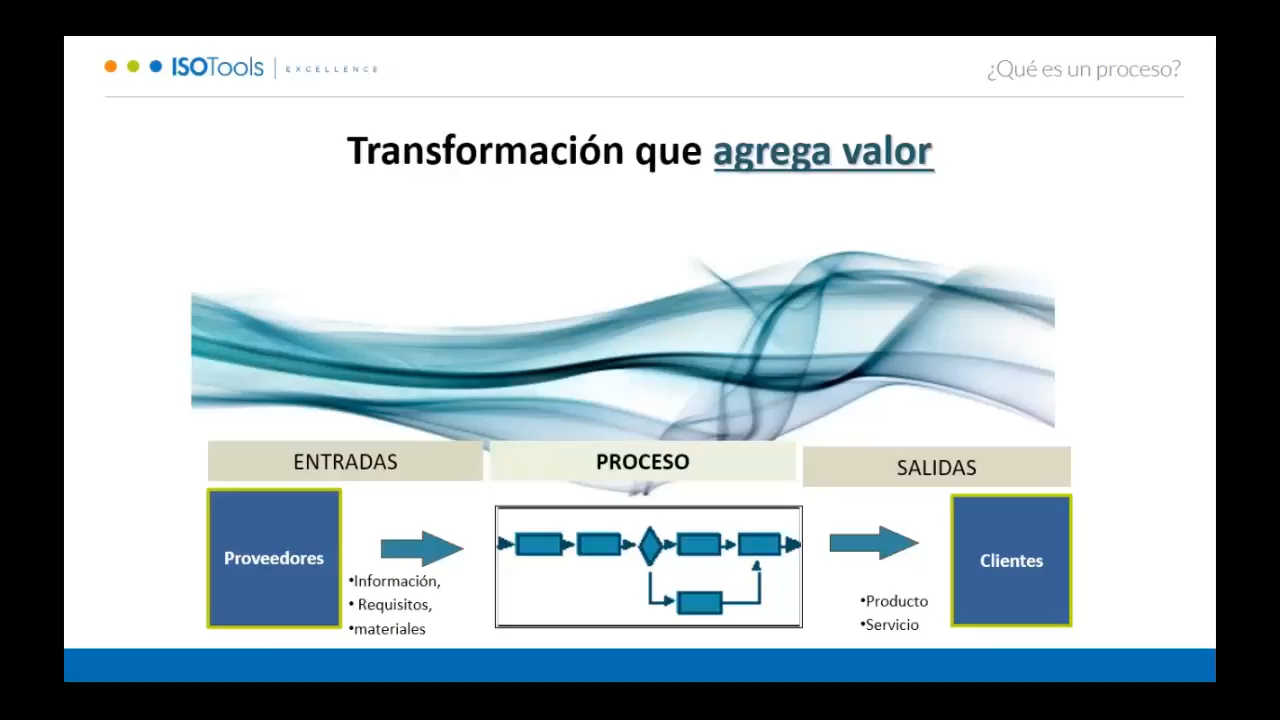 ISOTools | EXCELLENCE
¿Qué es un proceso?
Transformación que agrega valor
ENTRADAS
PROCESO
SALIDAS
Proveedores
•Información,
• Requisitos,
•materiales
•Producto
•Servicio
Clientes